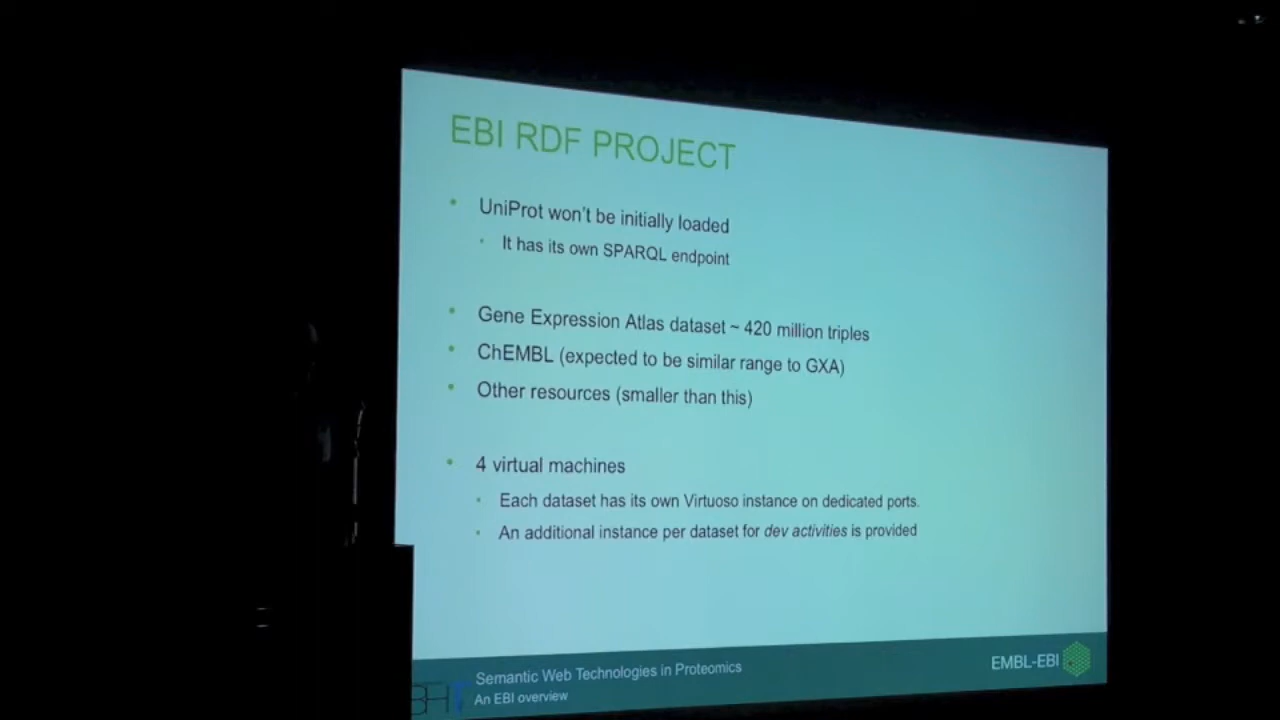 EBI RDF PROJECT
UniProt won't be initially loaded
It has its own SPARQL endpoint
Gene Expression Atlas dataset ~ 420 million triples
ChEMBL (expected to be similar range to GXA)
Other resources (smaller than this)
4 virtual machines
Each dataset has its own Virtuoso instance on dedicated ports.
An additional instance per dataset for dev activities is provided
Semantic Web Technologies in Proteomics
An EBI overview
EMBL-EBI